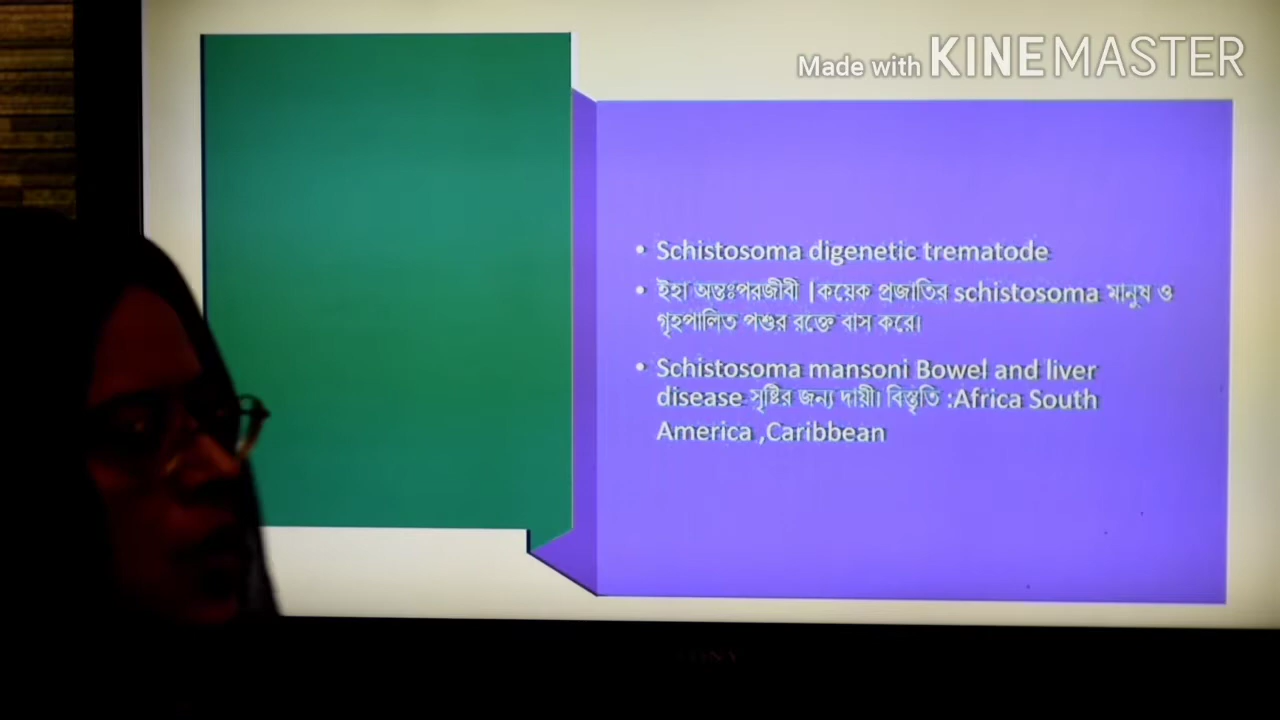 Made with KINEMASTER
• Schistosoma digenetic trematode
• ইহা অন্তঃপরজীবী |কয়েক প্রজাতির schistosoma মানুষ ও
গৃহপালিত পশুর রক্তে বাস করে।
• Schistosoma mansoni Bowel and liver
disease সৃষ্টির জন্য দায়ী। বিস্তৃতি :Africa South
America ,Caribbean
SONY